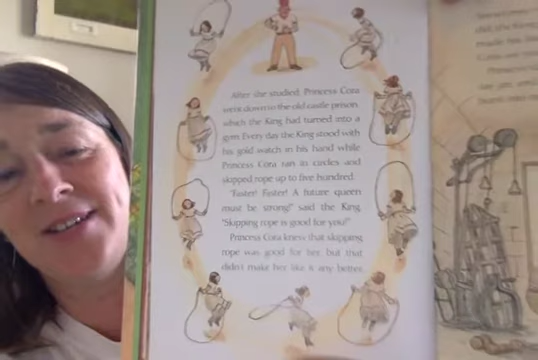 After she studied, Princess Cora
went down to the old castle prison,
which the King had turned into a
gym. Every day the King stood with
his gold watch in his hand while
Princess Cora ran in circles and
skipped rope up to five hundred.
"Faster! Faster! A future queen
must be strong!" said the King.
"Skipping rope is good for you!"
Princess Cora knew that skipping
rope was good for her, but that
didn't make her like it any better.